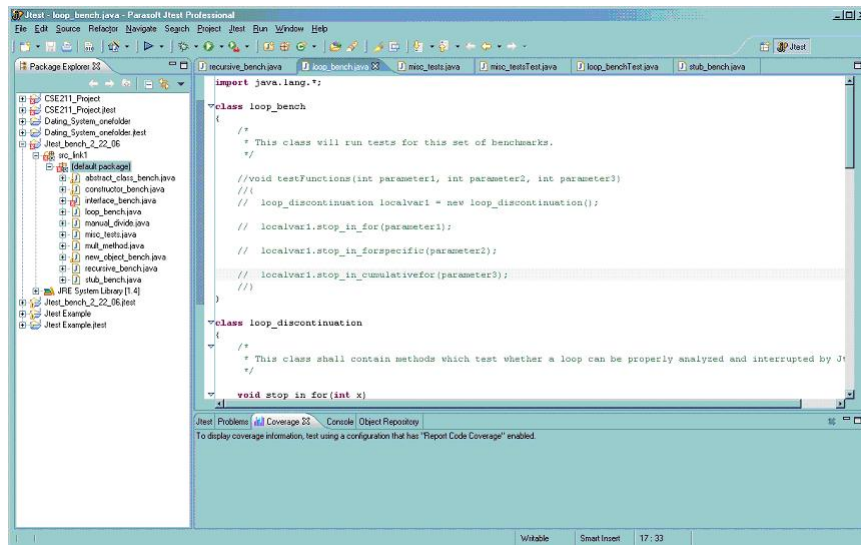 Jtest - loop_bench.java - Parasoft Jtest Professional
File Edit Source Refactor Navigate Search Project Jtest Run Window Help
Jtest
Package Explorer
recursive_bench.java loop_bench.java misc_tests.java misc_testsTest.java loop_benchTest.java stub_bench.java
CSE211_Project
CSE211_Project.jtest
Dating_System_onefolder
Dating_System_onefolder.jtest
Jtest_bench_2_22_06
src_link1
(default package)
abstract_class_bench.java
constructor_bench.java
interface_bench.java
loop_bench.java
manual_divide.java
misc_tests.java
mult_method.java
new_object_bench.java
recursive_bench.java
stub_bench.java
JRE System Library [1.4]
Jtest_bench_2_22_06.jtest
Jtest Example
Jtest Example.jtest
import java.lang.*;
class loop_bench
{
/*
* This class will run tests for this set of benchmarks.
*/
//void testFunctions(int parameter1, int parameter2, int parameter3)
//{
// loop_discontinuation localvar1 = new loop_discontinuation();
// localvar1.stop_in_for(parameter1);
// localvar1.stop_in_forspecific(parameter2);
// localvar1.stop_in_cumulativefor(parameter3);
//}
}
class loop_discontinuation
{
/*
* This class shall contain methods which test whether a loop can be properly analyzed and interrupted by Jt
*/
void stop_in_for(int x)
Jtest Problems Coverage Console Object Repository
To display coverage information, test using a configuration that has "Report Code Coverage" enabled.
Writable Smart Insert 17 : 33